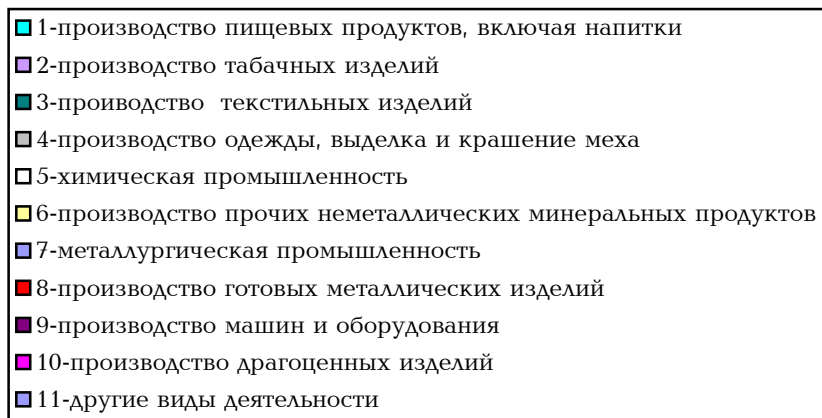 1-производство пищевых продуктов, включая напитки
2-производство табачных изделий
3-проиводство текстильных изделий
4-производство одежды, выделка и крашение меха
5-химическая промышленность
6-производство прочих неметаллических минеральных продуктов
7-металлургическая промышленность
8-производство готовых металлических изделий
9-производство машин и оборудования
10-производство драгоценных изделий
11-другие виды деятельности